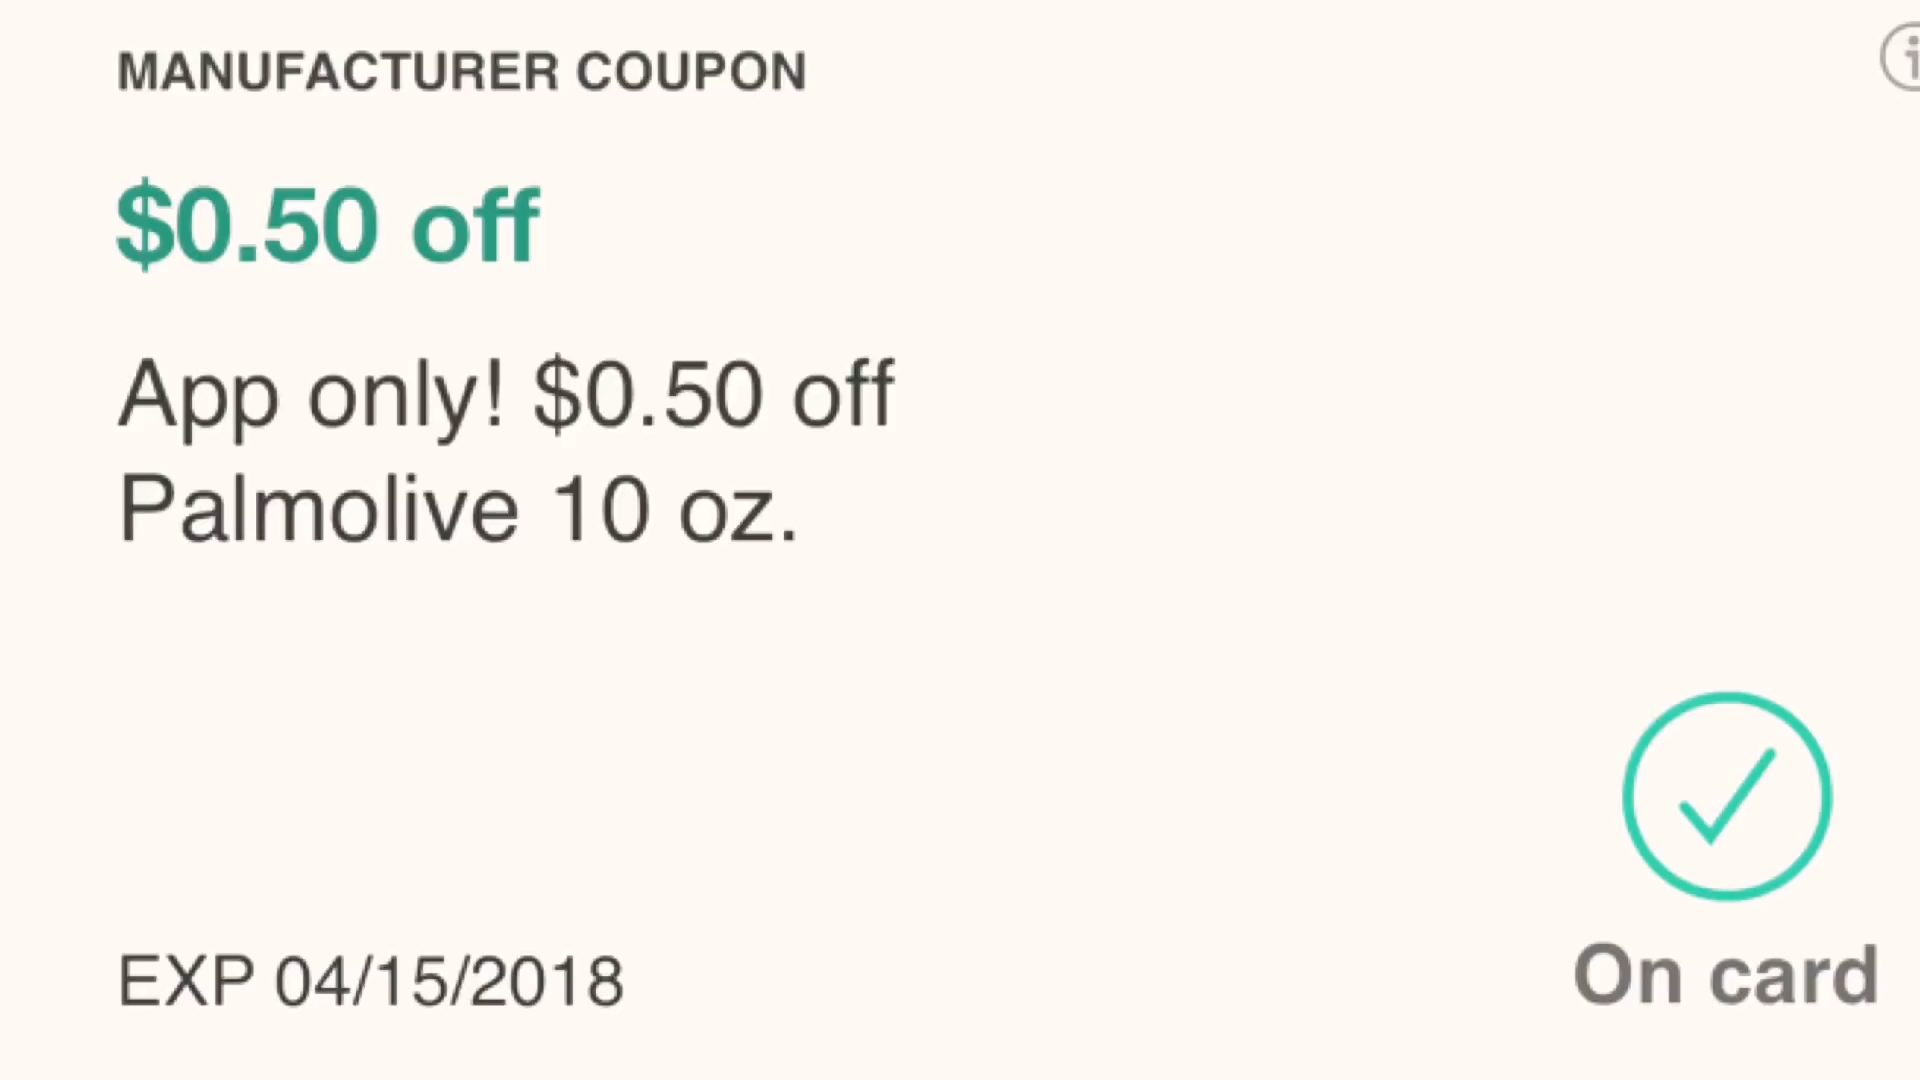 MANUFACTURER COUPON
$0.50 off
App only! $0.50 off
Palmolive 10 oz.
EXP 04/15/2018
On card